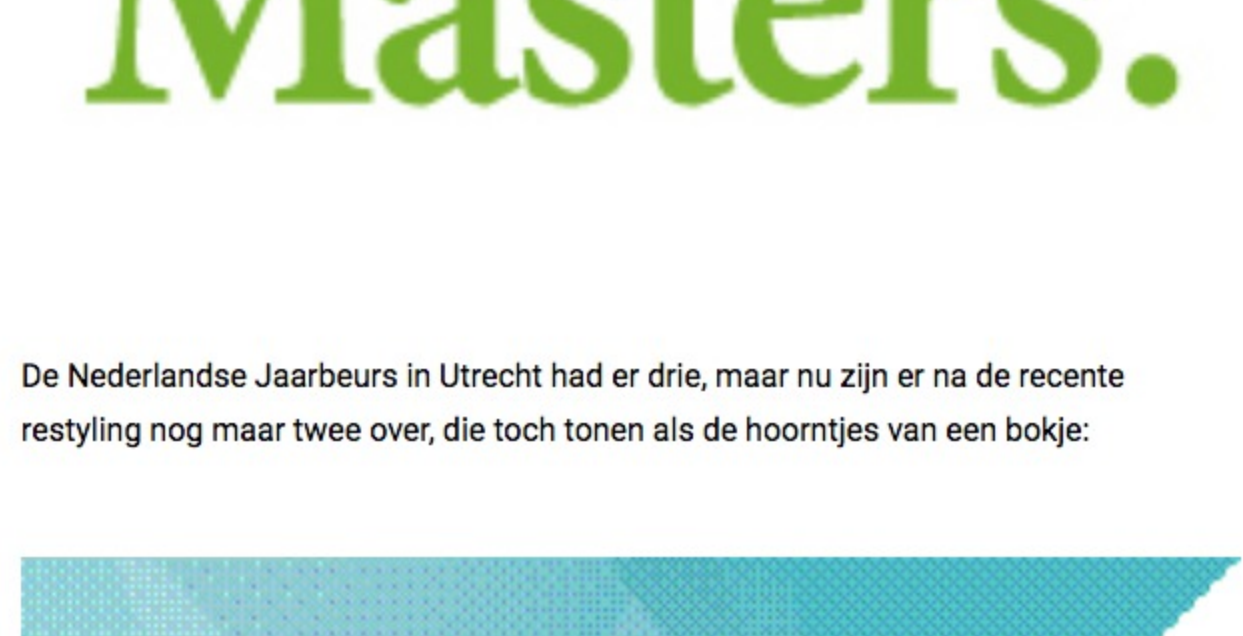 Masters.
De Nederlandse Jaarbeurs in Utrecht had er drie, maar nu zijn er na de recente
restyling nog maar twee over, die toch tonen als de hoorntjes van een bokje: